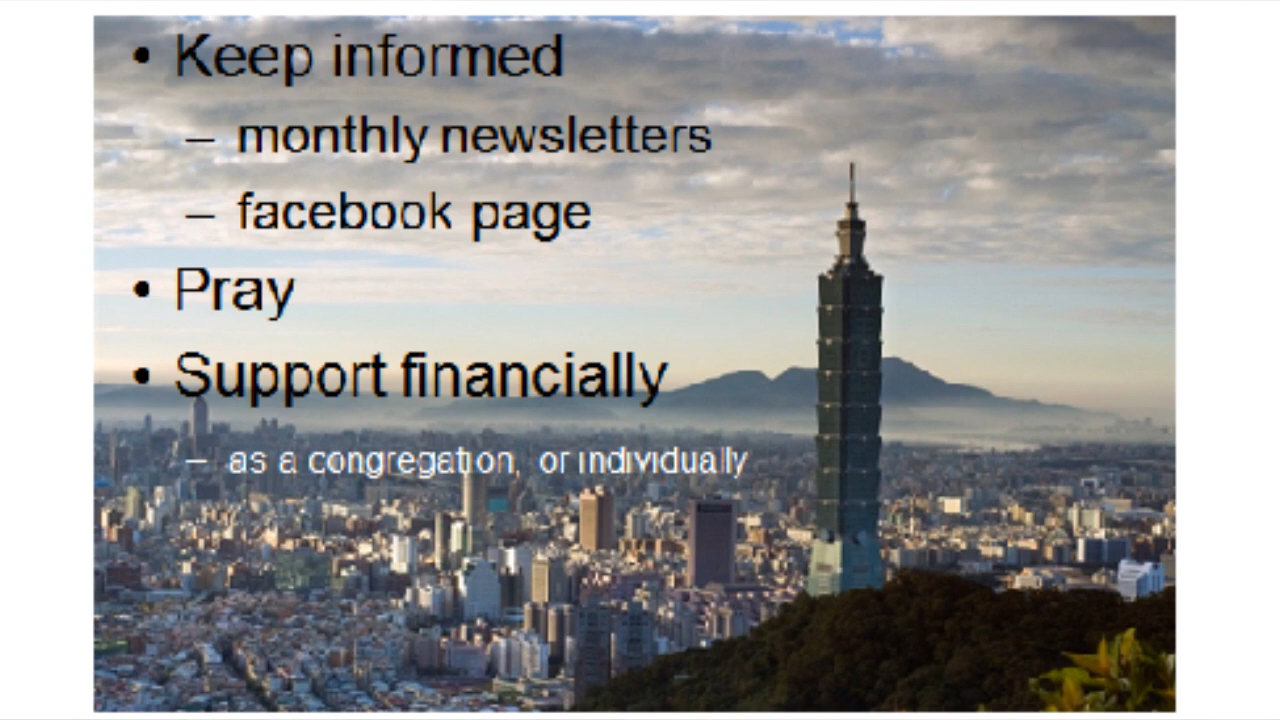 • Keep informed
– monthly newsletters
– facebook page
• Pray
• Support financially
– as a congregation, or individually